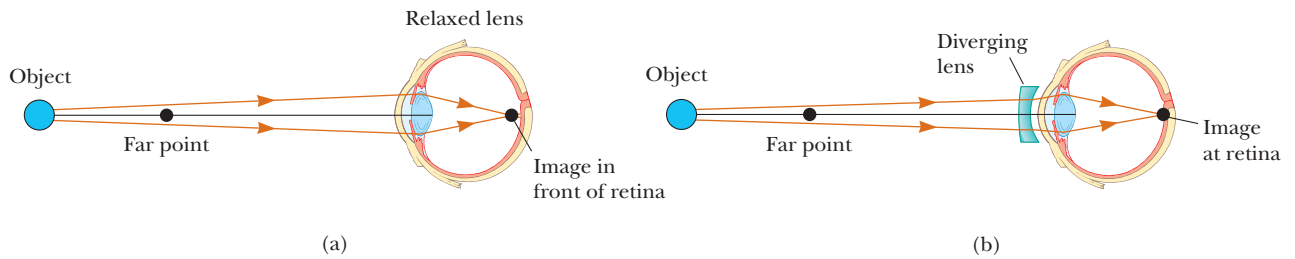 Relaxed lens
Object
Far point
Image in
front of retina
(a)
Diverging
lens
Object
Far point
Image
at retina
(b)